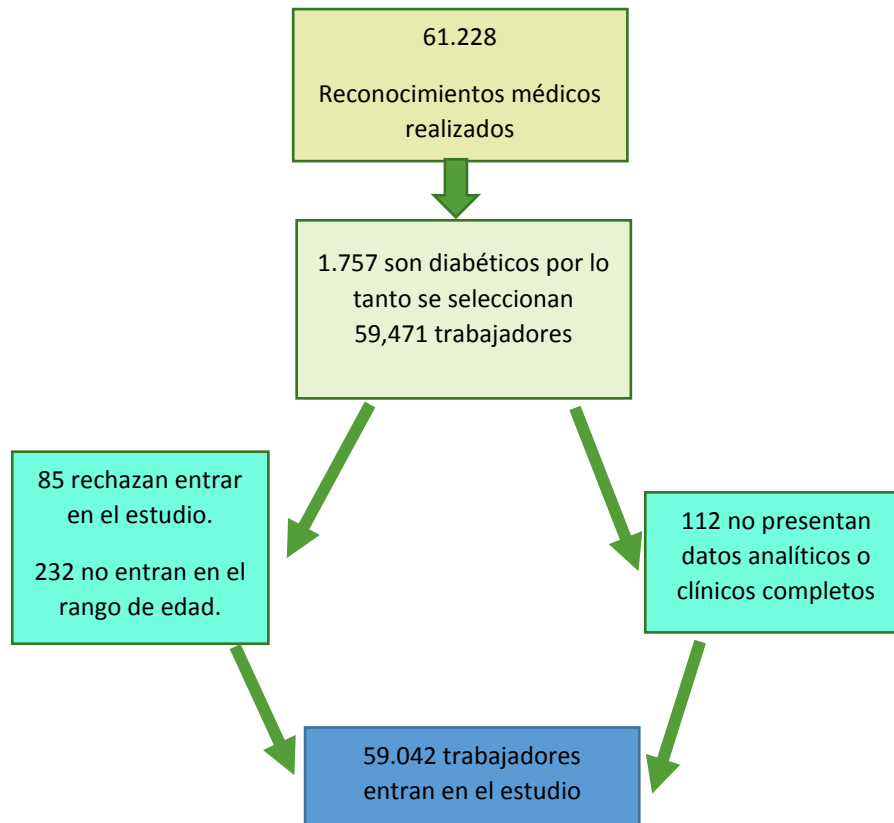 61.228
Reconocimientos médicos
realizados
1.757 son diabéticos por lo
tanto se seleccionan
59,471 trabajadores
85 rechazan entrar
en el estudio.
232 no entran en el
rango de edad.
112 no presentan
datos analíticos o
clínicos completos
59.042 trabajadores
entran en el estudio